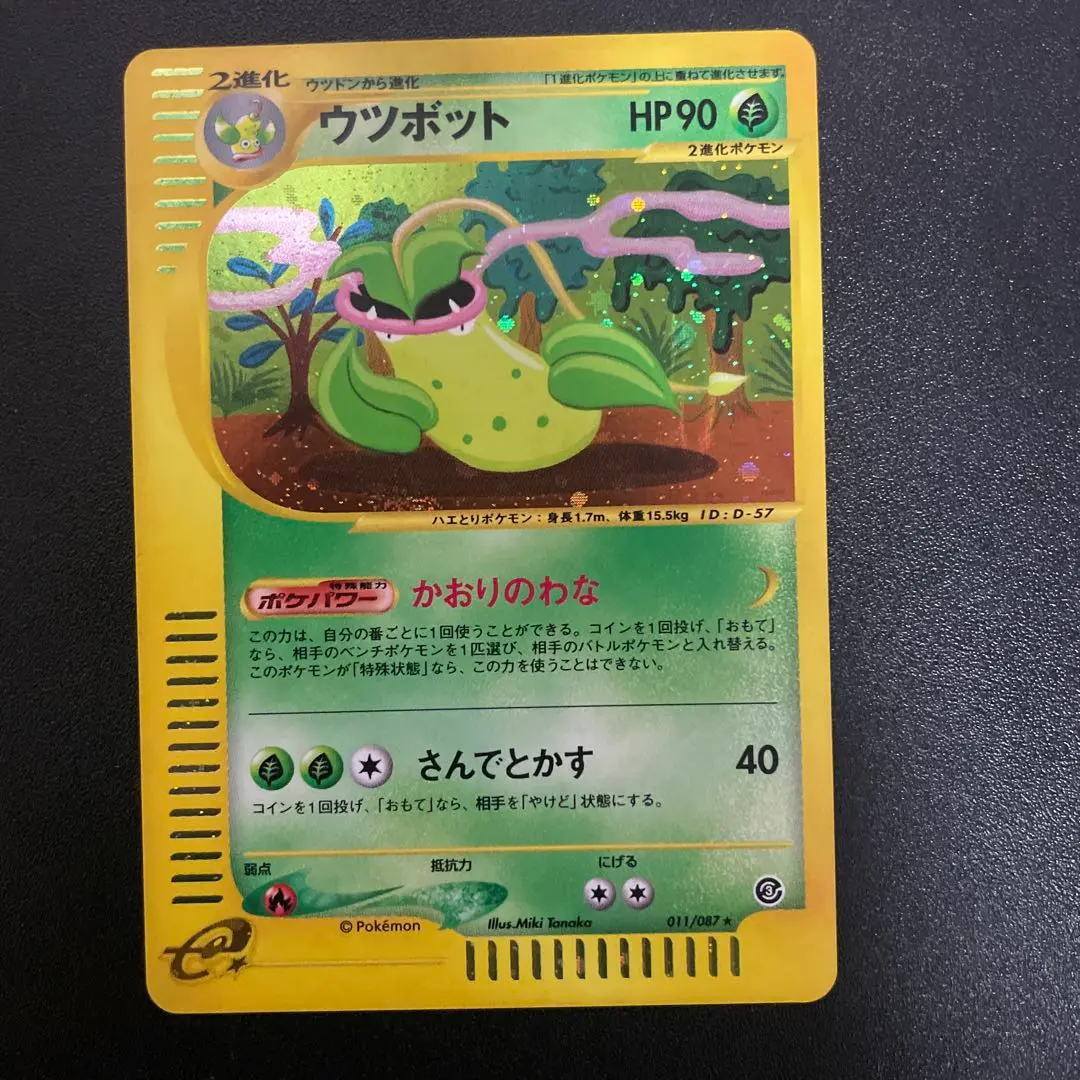 2進化 ウツドンから進化 「1進化ポケモン」の上に重ねて進化させます。
ウツボット HP90
2進化ポケモン
ハエとりポケモン:身長1.7m、体重15.5kg ID:D-57
特殊能力
ポケパワー かおりのわな
この力は、自分の番ごとに1回使うことができる。コインを1回投げ、「おもて」
なら、相手のベンチポケモンを1匹選び、相手のバトルポケモンと入れ替える。
このポケモンが「特殊状態」なら、この力を使うことはできない。
さんでとかす 40
コインを1回投げ、「おもて」なら、相手を「やけど」状態にする。
弱点 抵抗力 にげる
©Pokémon Illus.Miki Tanaka 011/087★